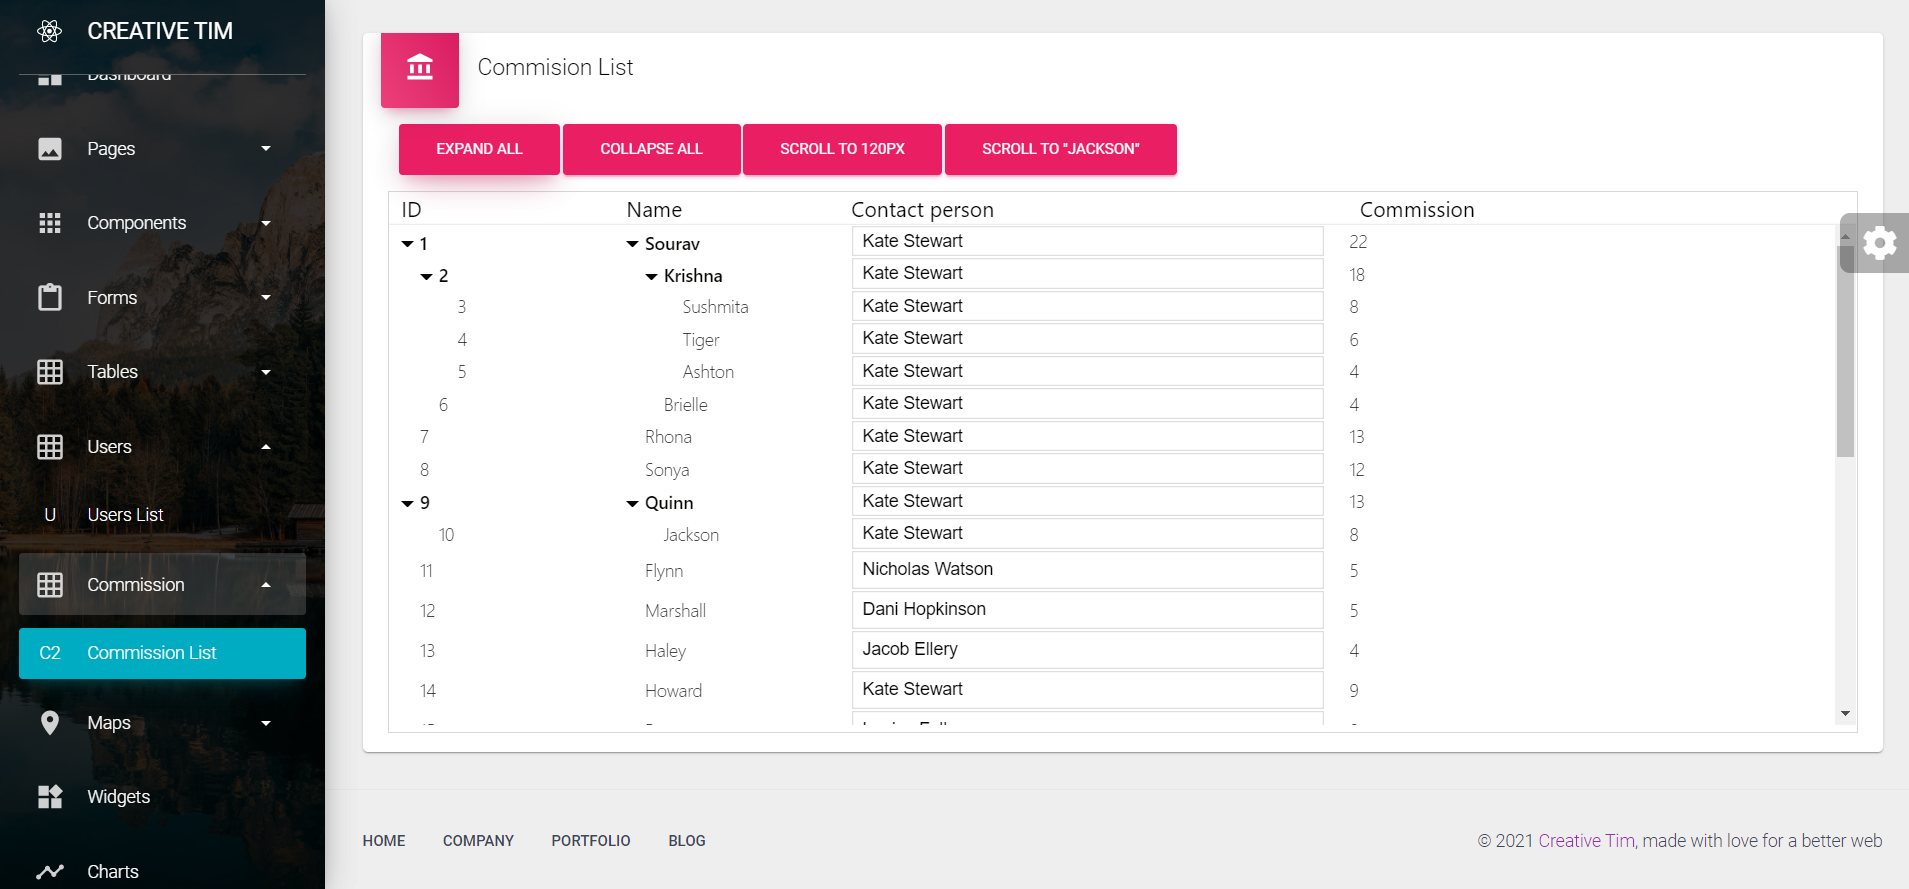 CREATIVE TIM
Dashboard
Pages
Components
Forms
Tables
Users
U Users List
Commission
C2 Commission List
Maps
Widgets
Charts
Commision List
EXPAND ALL COLLAPSE ALL SCROLL TO 120PX SCROLL TO "JACKSON"
ID Name Contact person Commission
1 Sourav Kate Stewart 22
2 Krishna Kate Stewart 18
3 Sushmita Kate Stewart 8
4 Tiger Kate Stewart 6
5 Ashton Kate Stewart 4
6 Brielle Kate Stewart 4
7 Rhona Kate Stewart 13
8 Sonya Kate Stewart 12
9 Quinn Kate Stewart 13
10 Jackson Kate Stewart 8
11 Flynn Nicholas Watson 5
12 Marshall Dani Hopkinson 5
13 Haley Jacob Ellery 4
14 Howard Kate Stewart 9
HOME COMPANY PORTFOLIO BLOG
© 2021 Creative Tim, made with love for a better web